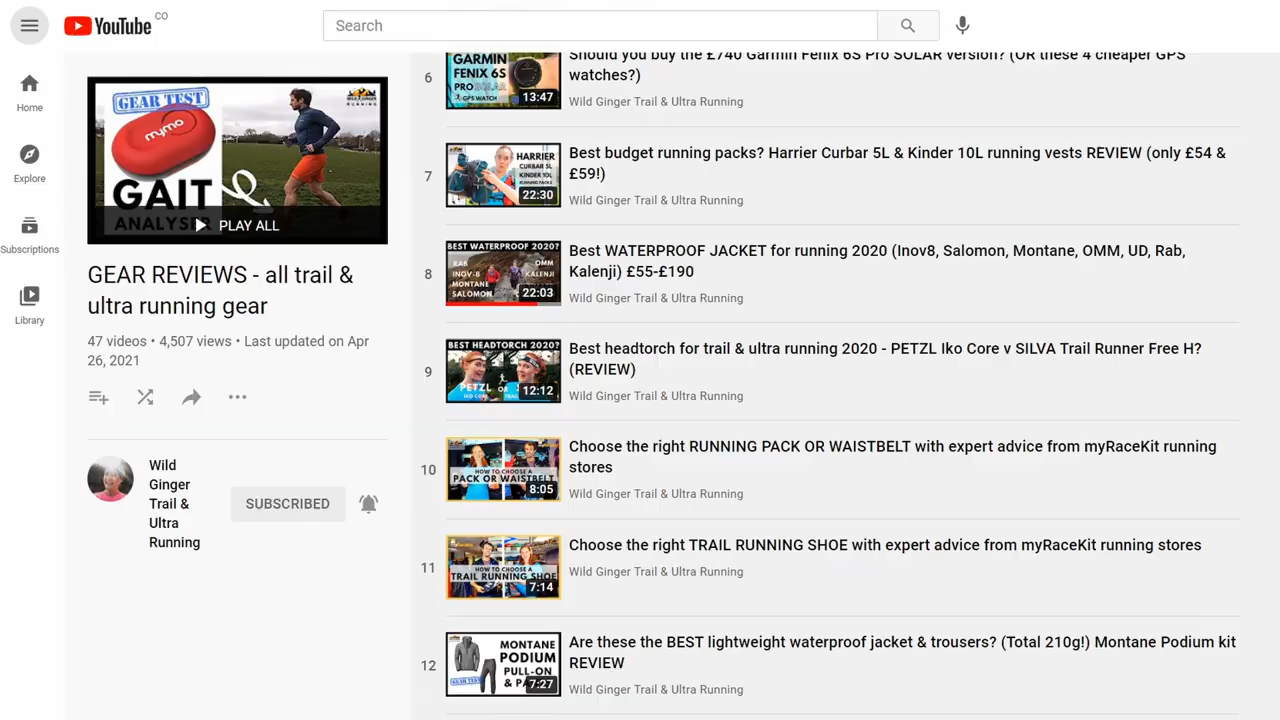 YouTube CO
Search
Home
Explore
Subscriptions
Library
GEAR TEST
mymo
GAIT
ANALYSER
PLAY ALL
GEAR REVIEWS - all trail &
ultra running gear
47 videos • 4,507 views • Last updated on Apr
26, 2021
Wild
Ginger
Trail &
Ultra
Running
SUBSCRIBED
6
GARMIN
FENIX 6S
PRO SOLAR
GPS WATCH
13:47
Should you buy the £740 Garmin Fenix 6S Pro SOLAR version? (OR these 4 cheaper GPS
watches?)
Wild Ginger Trail & Ultra Running
7
HARRIER
CURBAR 5L
KINDER 10L
RUNNING PACKS
22:30
Best budget running packs? Harrier Curbar 5L & Kinder 10L running vests REVIEW (only £54 &
£59!)
Wild Ginger Trail & Ultra Running
8
BEST WATERPROOF 2020?
RAB
INOV-8
MONTANE
SALOMON
OMM
KALENJI
22:03
Best WATERPROOF JACKET for running 2020 (Inov8, Salomon, Montane, OMM, UD, Rab,
Kalenji) £55-£190
Wild Ginger Trail & Ultra Running
9
BEST HEADTORCH 2020?
PETZL OR
IKO CORE
12:12
Best headtorch for trail & ultra running 2020 - PETZL Iko Core v SILVA Trail Runner Free H?
(REVIEW)
Wild Ginger Trail & Ultra Running
10
HOW TO CHOOSE A
PACK OR WAISTBELT
8:05
Choose the right RUNNING PACK OR WAISTBELT with expert advice from myRaceKit running
stores
Wild Ginger Trail & Ultra Running
11
HOW TO CHOOSE A
TRAIL RUNNING SHOE
7:14
Choose the right TRAIL RUNNING SHOE with expert advice from myRaceKit running stores
Wild Ginger Trail & Ultra Running
12
MONTANE
PODIUM
PULL-ON
GEAR TEST
7:27
Are these the BEST lightweight waterproof jacket & trousers? (Total 210g!) Montane Podium kit
REVIEW
Wild Ginger Trail & Ultra Running